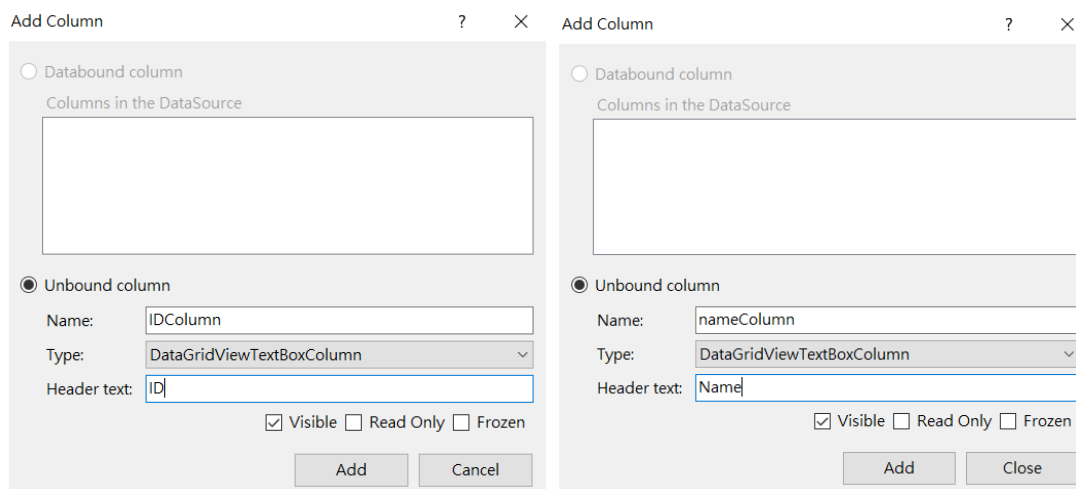 Add Column ?
Databound column
Columns in the DataSource
Unbound column
Name: IDColumn
Type: DataGridViewTextBoxColumn
Header text: ID
Visible Read Only Frozen
Add Cancel
Add Column ?
Databound column
Columns in the DataSource
Unbound column
Name: nameColumn
Type: DataGridViewTextBoxColumn
Header text: Name
Visible Read Only Frozen
Add Close